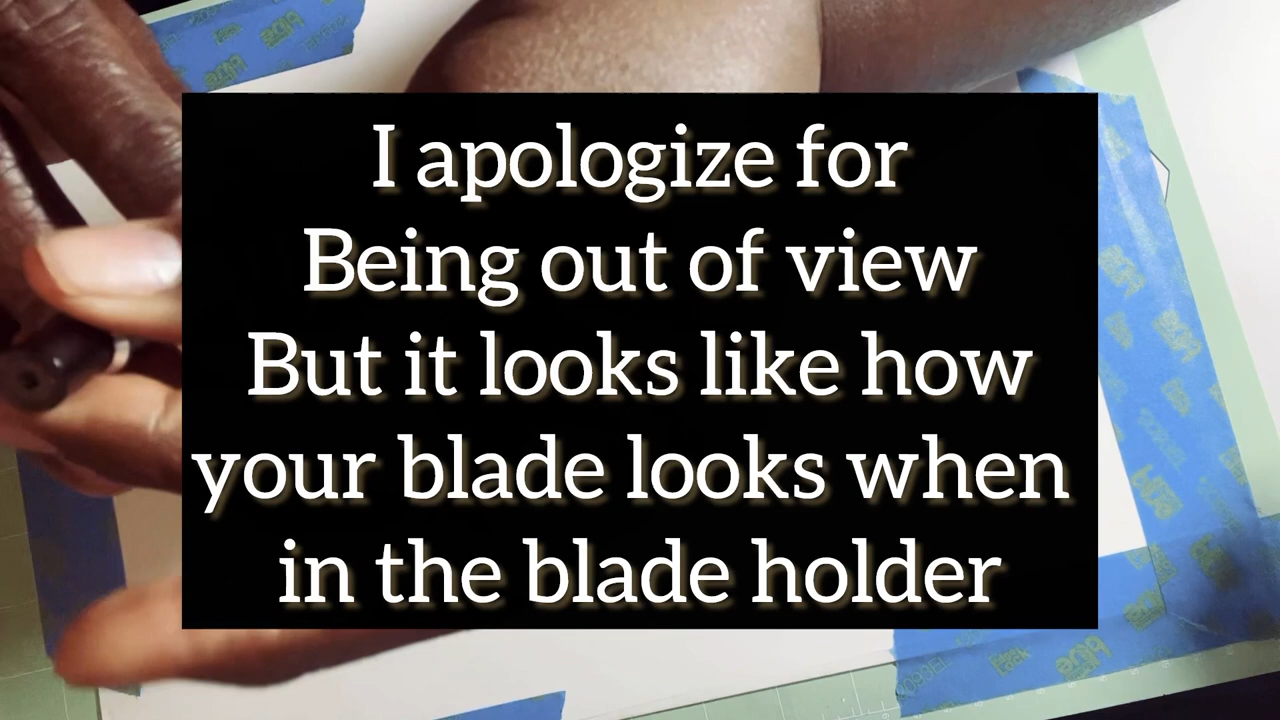 I apologize for
Being out of view
But it looks like how
your blade looks when
in the blade holder